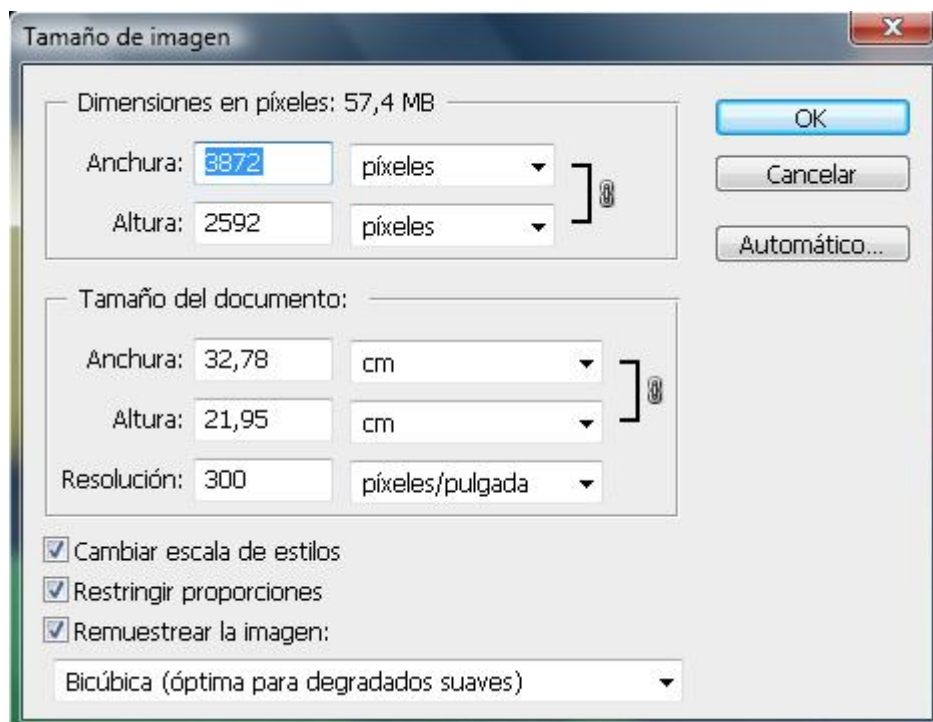 Tamaño de imagen
Dimensiones en píxeles: 57,4 MB
Anchura: 3872 píxeles
Altura: 2592 píxeles
OK
Cancelar
Automático...
Tamaño del documento:
Anchura: 32,78 cm
Altura: 21,95 cm
Resolución: 300 píxeles/pulgada
Cambiar escala de estilos
Restringir proporciones
Remuestrear la imagen:
Bicúbica (óptima para degradados suaves)